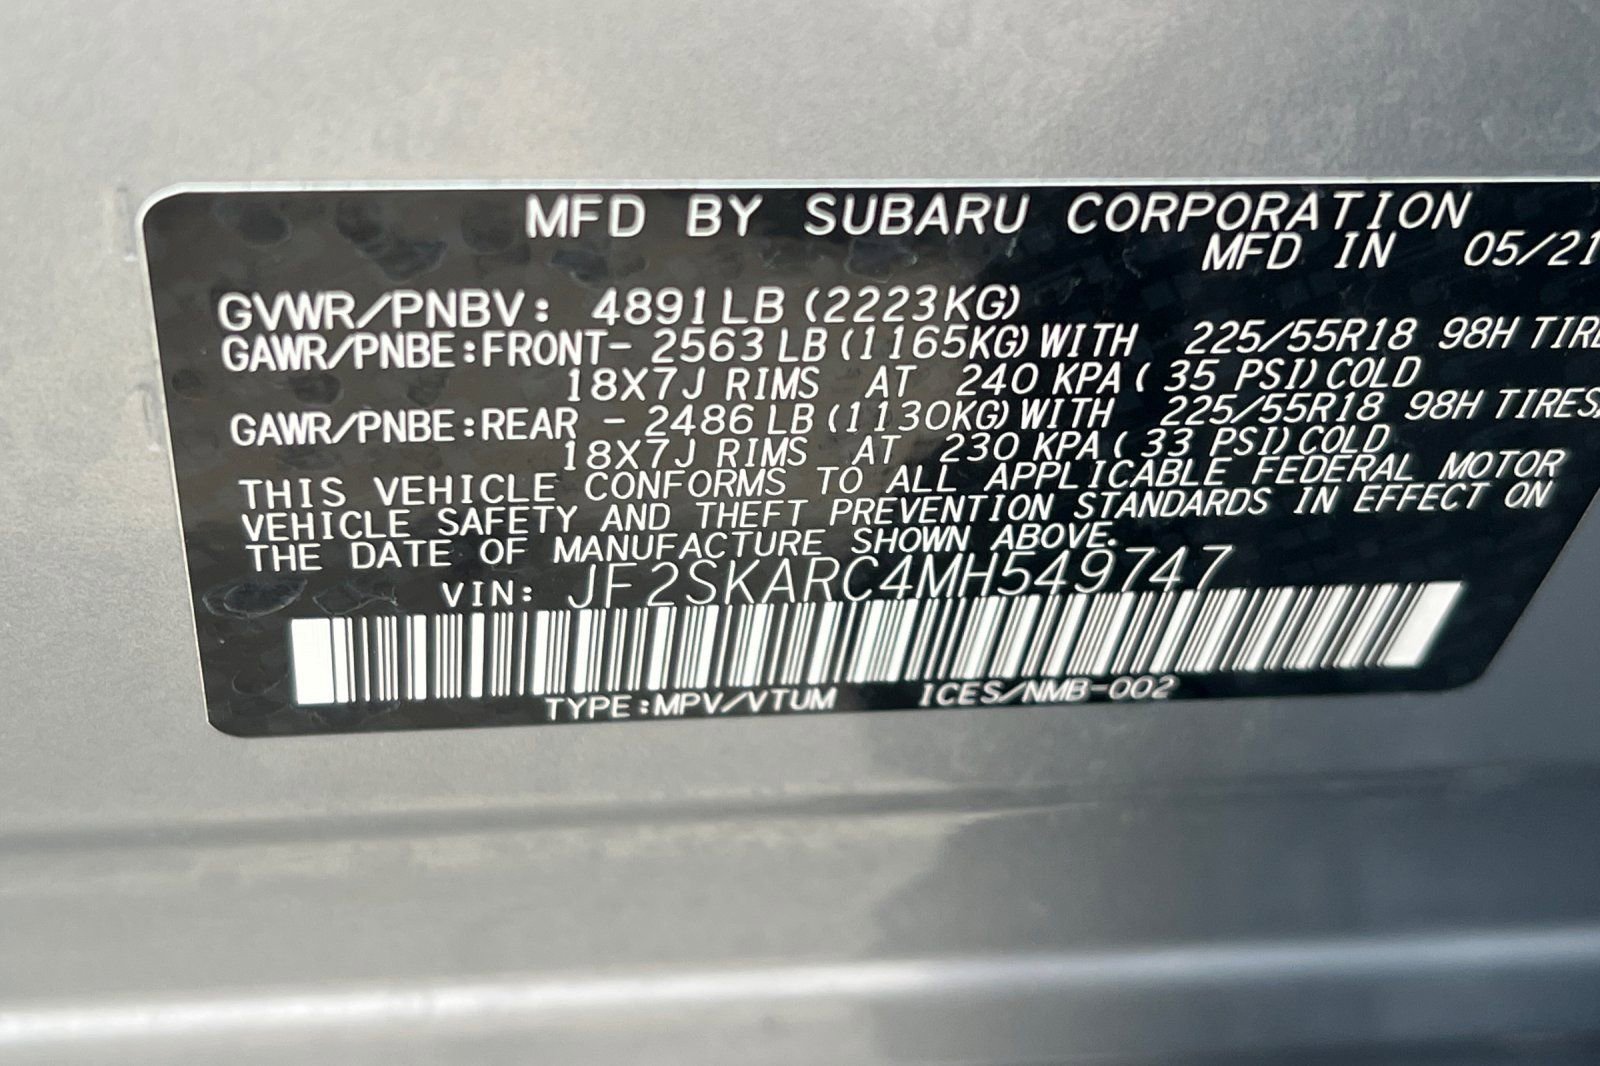 MFD BY SUBARU CORPORATION
MFD IN 05/21
GVWR/PNBV: 4891LB (2223KG)
GAWR/PNBE:FRONT- 2563 LB (1165KG) WITH 225/55R18 98H TIRE
18X7J RIMS AT 240 KPA ( 35 PSI) COLD
GAWR/PNBE:REAR - 2486 LB (1130KG) WITH 225/55R18 98H TIRES
18X7J RIMS AT 230 KPA ( 33 PSI) COLD
THIS VEHICLE CONFORMS TO ALL APPLICABLE FEDERAL MOTOR
VEHICLE SAFETY AND THEFT PREVENTION STANDARDS IN EFFECT ON
THE DATE OF MANUFACTURE SHOWN ABOVE.
VIN: JF2SKARC4MH549747
TYPE:MPV/VTUM ICES/NMB-002